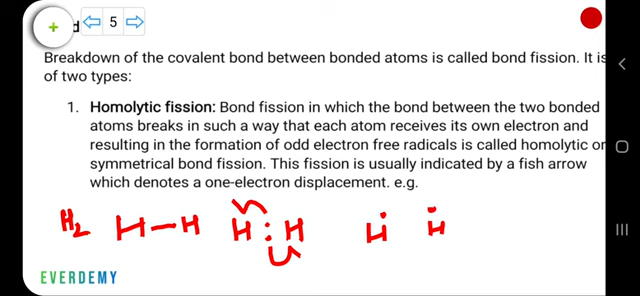 d
5
Breakdown of the covalent bond between bonded atoms is called bond fission. It is
of two types:
1. Homolytic fission: Bond fission in which the bond between the two bonded
atoms breaks in such a way that each atom receives its own electron and
resulting in the formation of odd electron free radicals is called homolytic or
symmetrical bond fission. This fission is usually indicated by a fish arrow
which denotes a one-electron displacement. e.g.
H₂ H—H H:H Ḣ Ḣ
EVERDEMY